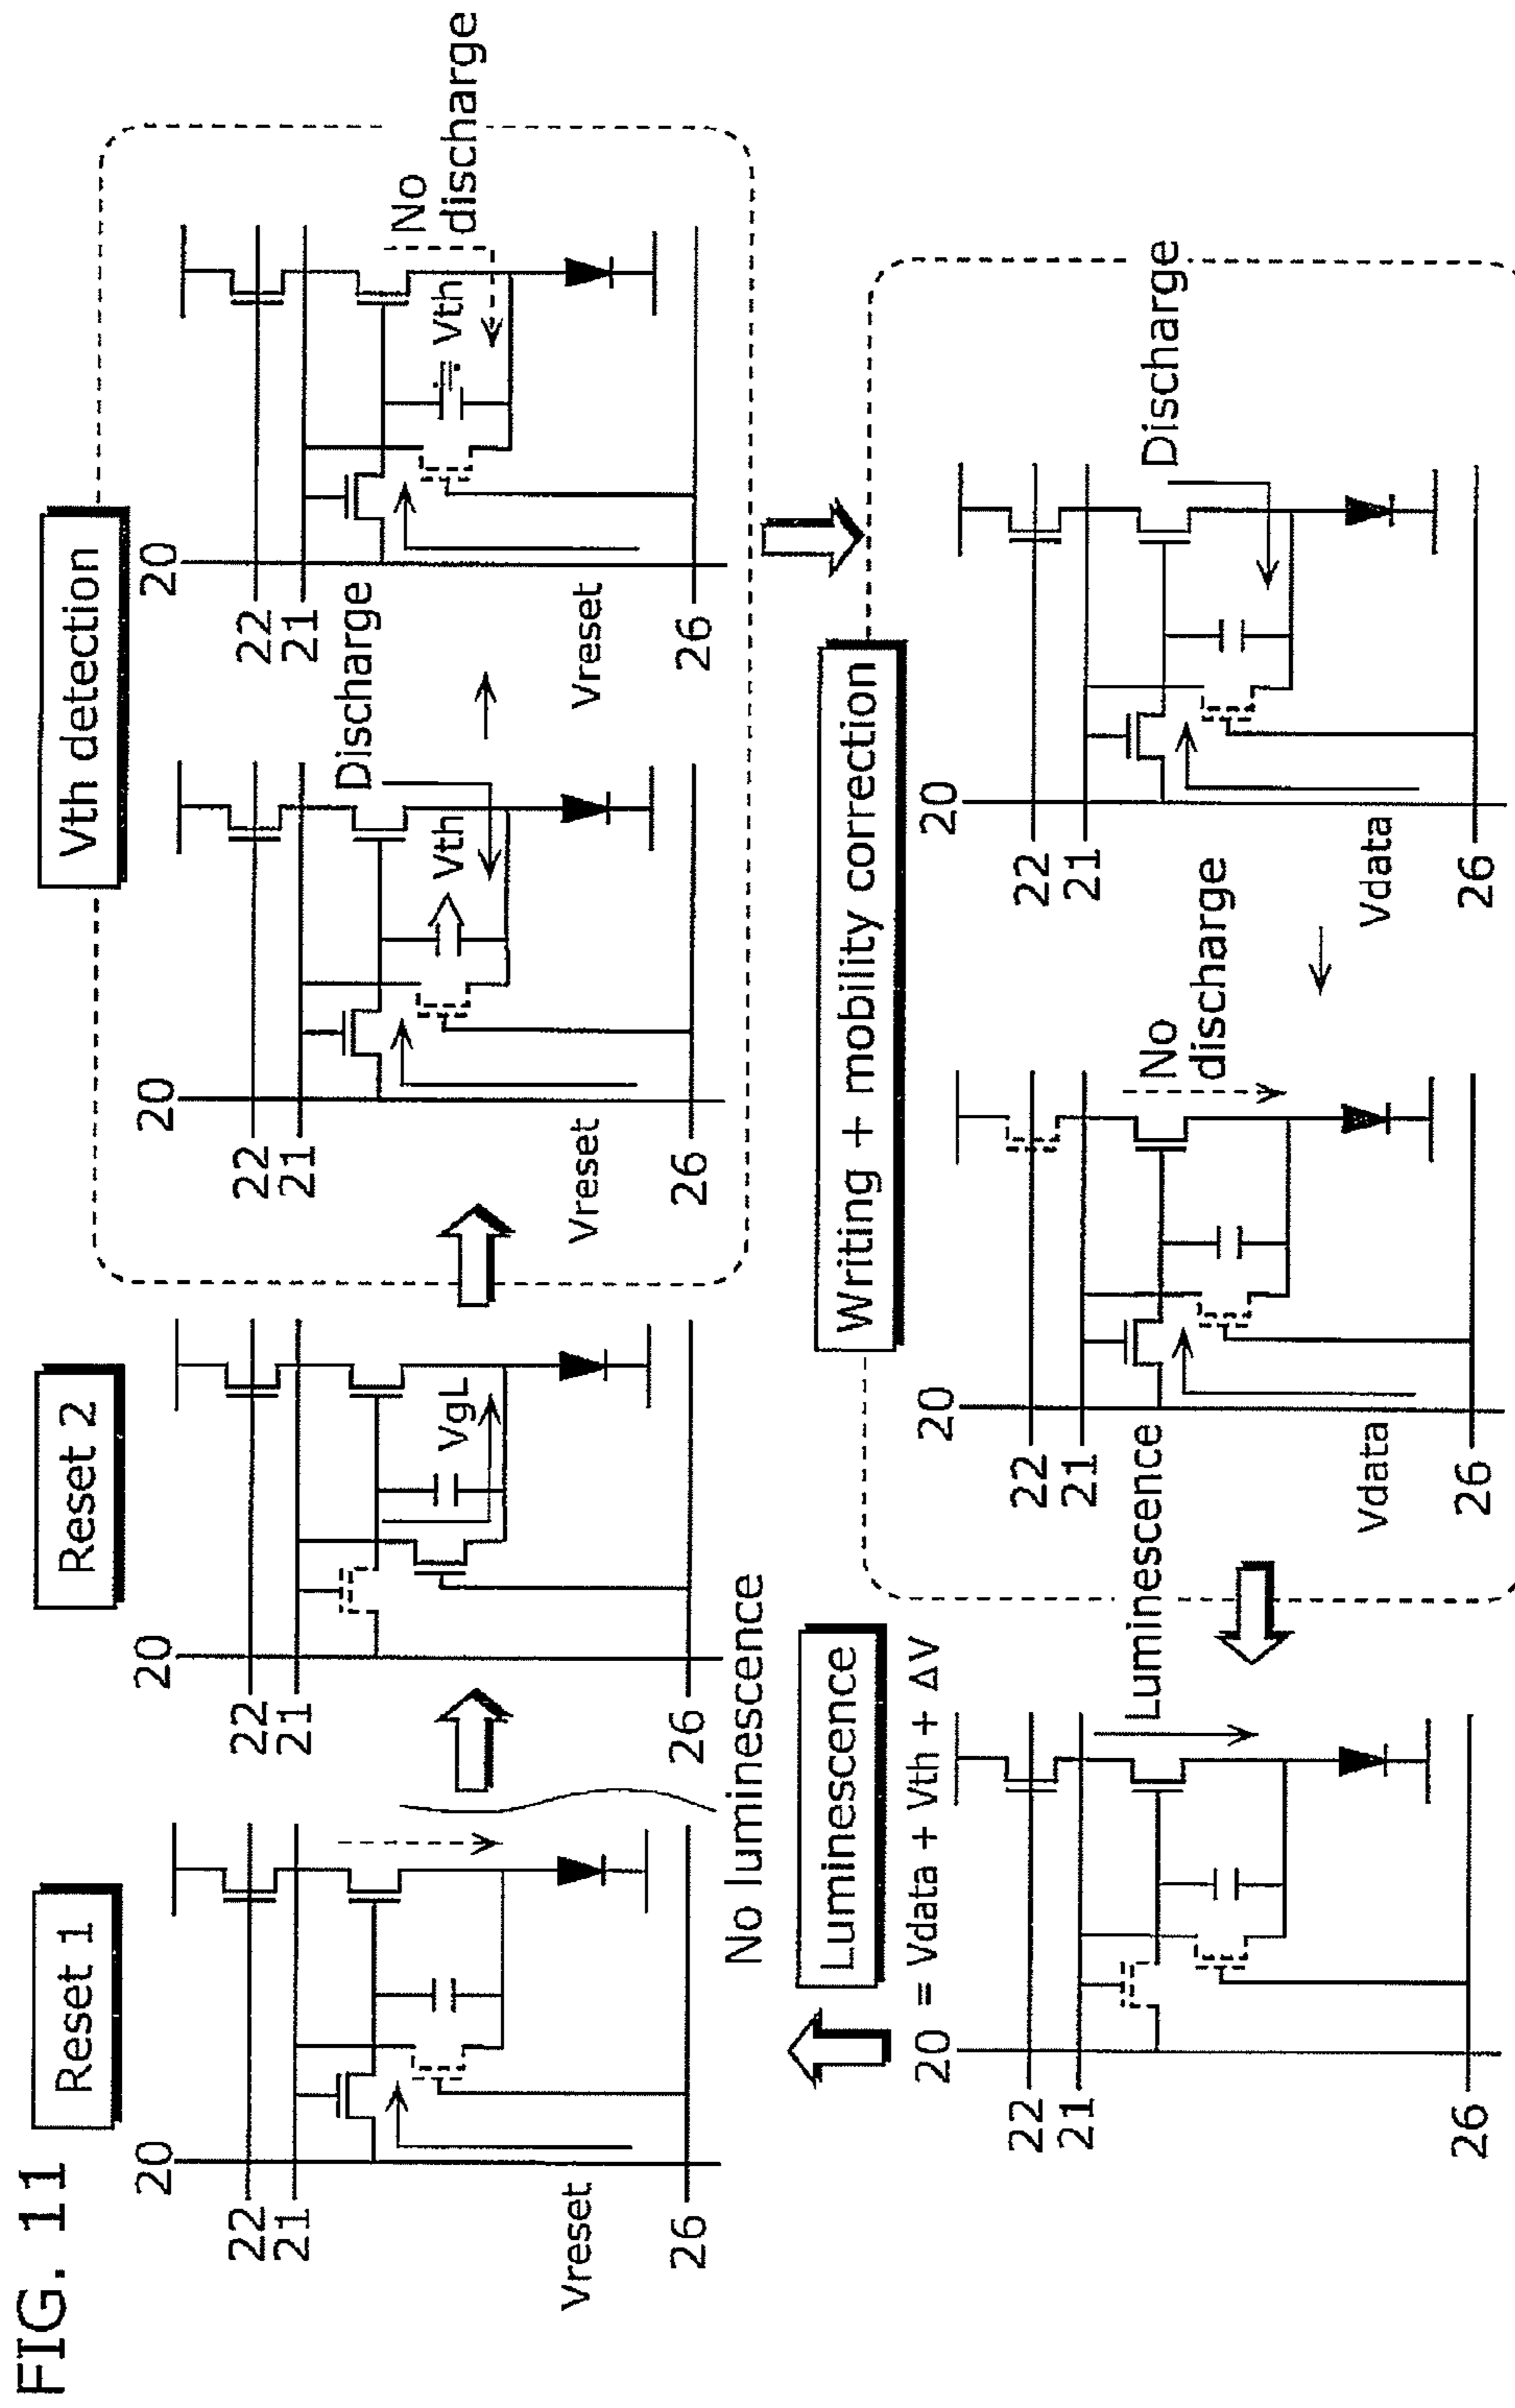 FIG. 11
Reset 1
20
22
21
Vreset
26
No luminescence
Reset 2
20
22
21
VgL
26
Vth detection
20
22
21
Discharge
Vth
Vreset
26
20
22
21
No
discharge
≒ Vth
Vreset
26
Writing + mobility correction
20
22
21
Discharge
Vdata
26
20
22
21
No
discharge
Vdata
26
Luminescence
20 = Vdata + Vth + ΔV
22
21
Luminescence
26